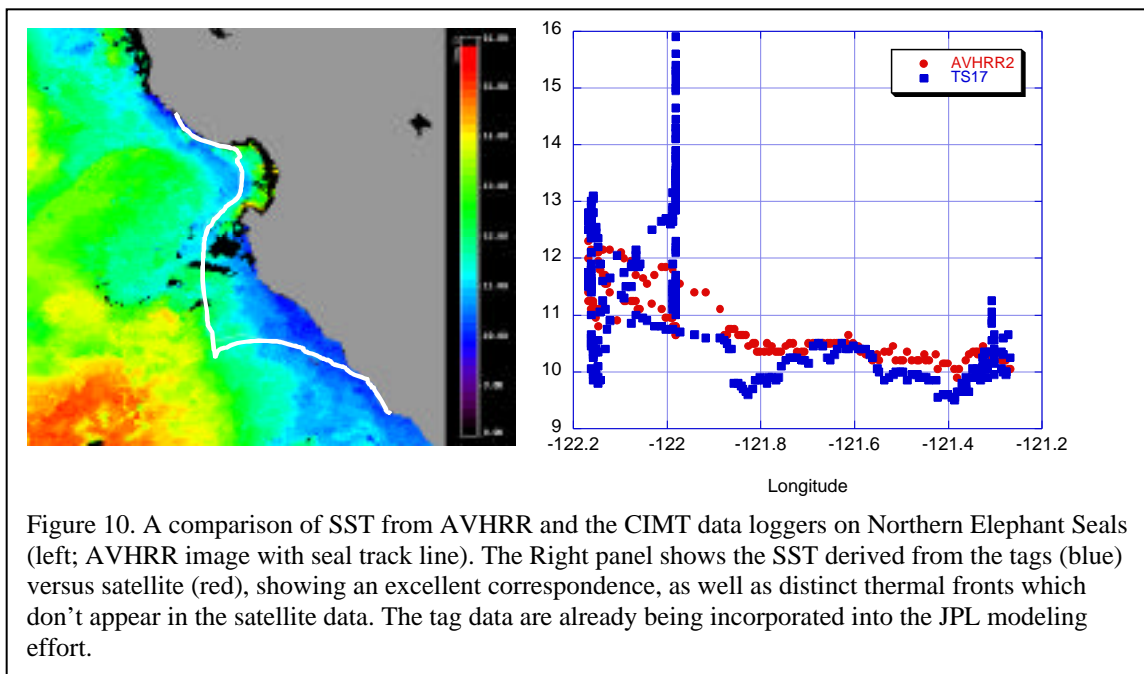 16
15
14
13
12
11
10
9
AVHRR2
TS17
-122.2 -122 -121.8 -121.6 -121.4 -121.2
Longitude
Figure 10. A comparison of SST from AVHRR and the CIMT data loggers on Northern Elephant Seals
(left; AVHRR image with seal track line). The Right panel shows the SST derived from the tags (blue)
versus satellite (red), showing an excellent correspondence, as well as distinct thermal fronts which
don’t appear in the satellite data. The tag data are already being incorporated into the JPL modeling
effort.